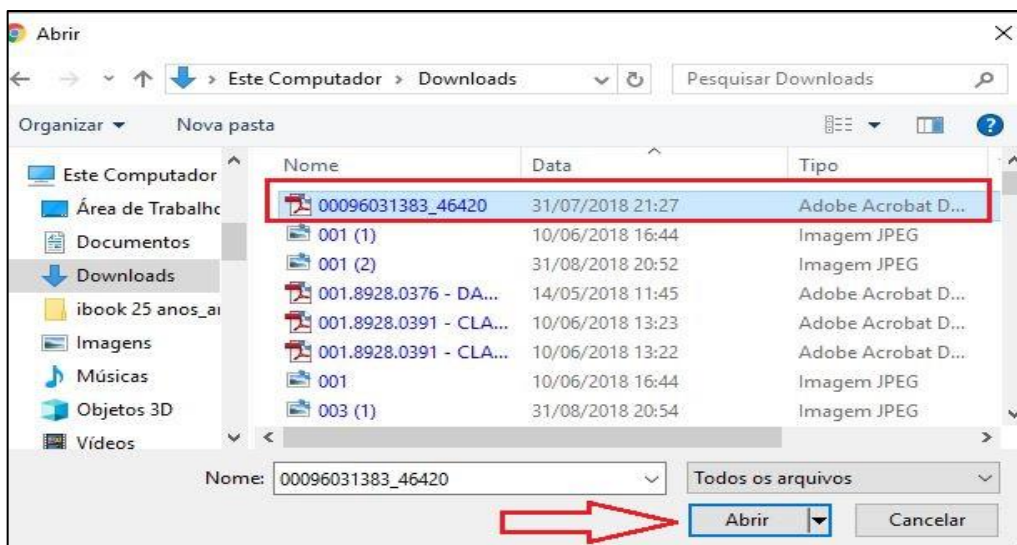 Abrir
Este Computador > Downloads Pesquisar Downloads
Organizar Nova pasta
Nome Data Tipo
Este Computador
Área de Trabalho
Documentos
Downloads
ibook 25 anos_ar
Imagens
Músicas
Objetos 3D
Vídeos
00096031383_46420 31/07/2018 21:27 Adobe Acrobat D...
001 (1) 10/06/2018 16:44 Imagem JPEG
001 (2) 31/08/2018 20:52 Imagem JPEG
001.8928.0376 - DA... 14/05/2018 11:45 Adobe Acrobat D...
001.8928.0391 - CLA... 10/06/2018 13:23 Adobe Acrobat D...
001.8928.0391 - CLA... 10/06/2018 13:22 Adobe Acrobat D...
001 10/06/2018 16:44 Imagem JPEG
003 (1) 31/08/2018 20:54 Imagem JPEG
Nome: 00096031383_46420 Todos os arquivos
Abrir Cancelar